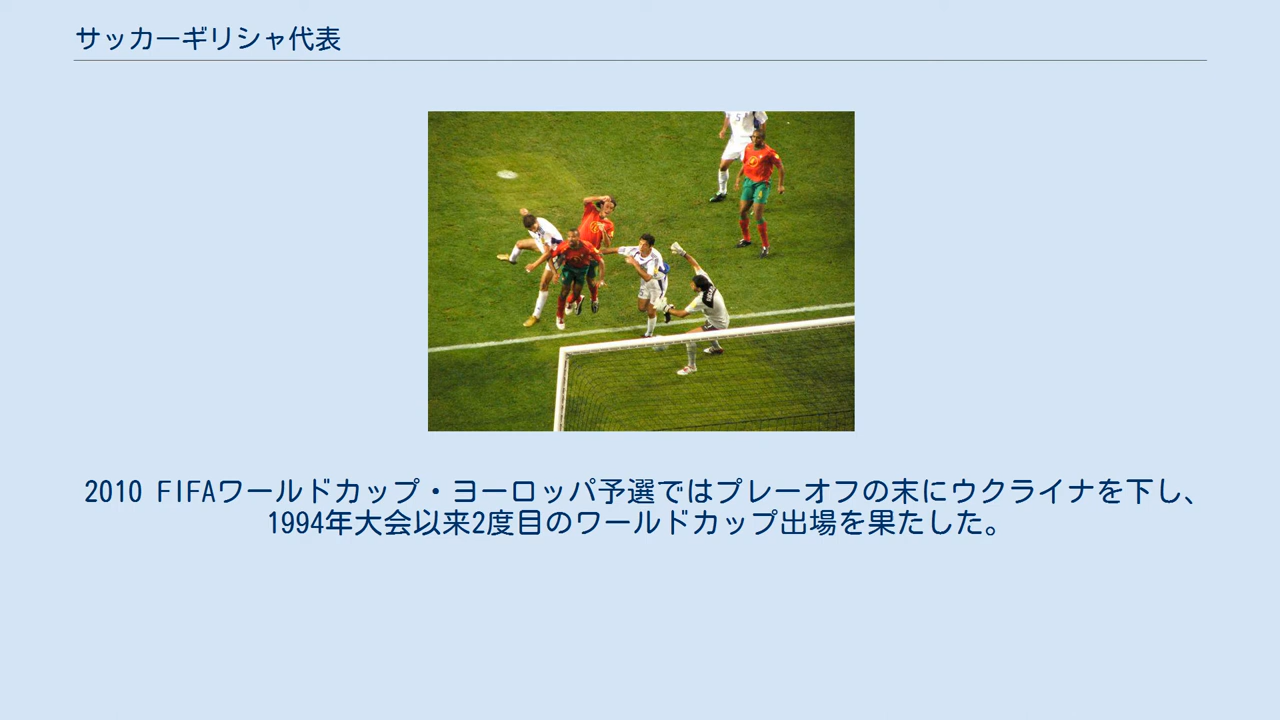 サッカーギリシャ代表
2010 FIFAワールドカップ・ヨーロッパ予選ではプレーオフの末にウクライナを下し、
1994年大会以来2度目のワールドカップ出場を果たした。